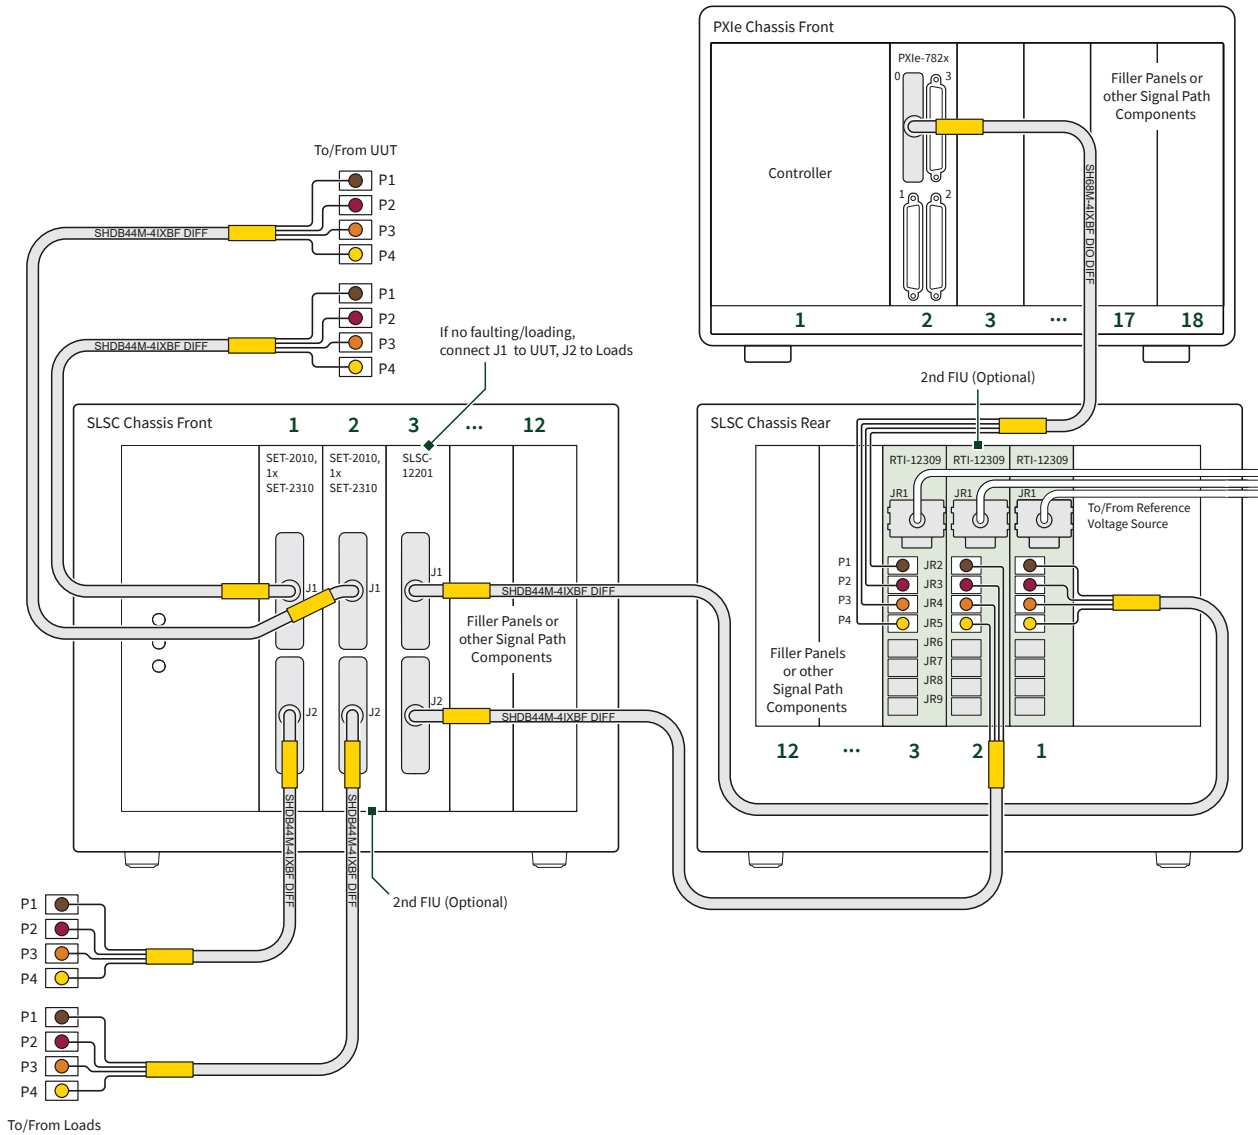 PXIe Chassis Front
PXIe-782x
0
3
1
2
Controller
Filler Panels or
other Signal Path
Components
1
2
3
...
17
18
SH68M-4IXBF DIO DIFF
To/From UUT
P1
P2
P3
P4
SHDB44M-4IXBF DIFF
P1
P2
P3
P4
SHDB44M-4IXBF DIFF
If no faulting/loading,
connect J1 to UUT, J2 to Loads
SLSC Chassis Front
1
2
3
...
12
SET-2010,
1x
SET-2310
SET-2010,
1x
SET-2310
SLSC-
12201
J1
J1
J1
J2
J2
J2
SHDB44M-4IXBF DIFF
Filler Panels or
other Signal Path
Components
SHDB44M-4IXBF DIFF
SHDB44M-4IXBF DIFF
SHDB44M-4IXBF DIFF
2nd FIU (Optional)
2nd FIU (Optional)
SLSC Chassis Rear
RTI-12309
RTI-12309
RTI-12309
JR1
JR1
JR1
To/From Reference
Voltage Source
P1
P2
P3
P4
JR2
JR3
JR4
JR5
JR6
JR7
JR8
JR9
Filler Panels
or other
Signal Path
Components
12
...
3
2
1
P1
P2
P3
P4
P1
P2
P3
P4
To/From Loads